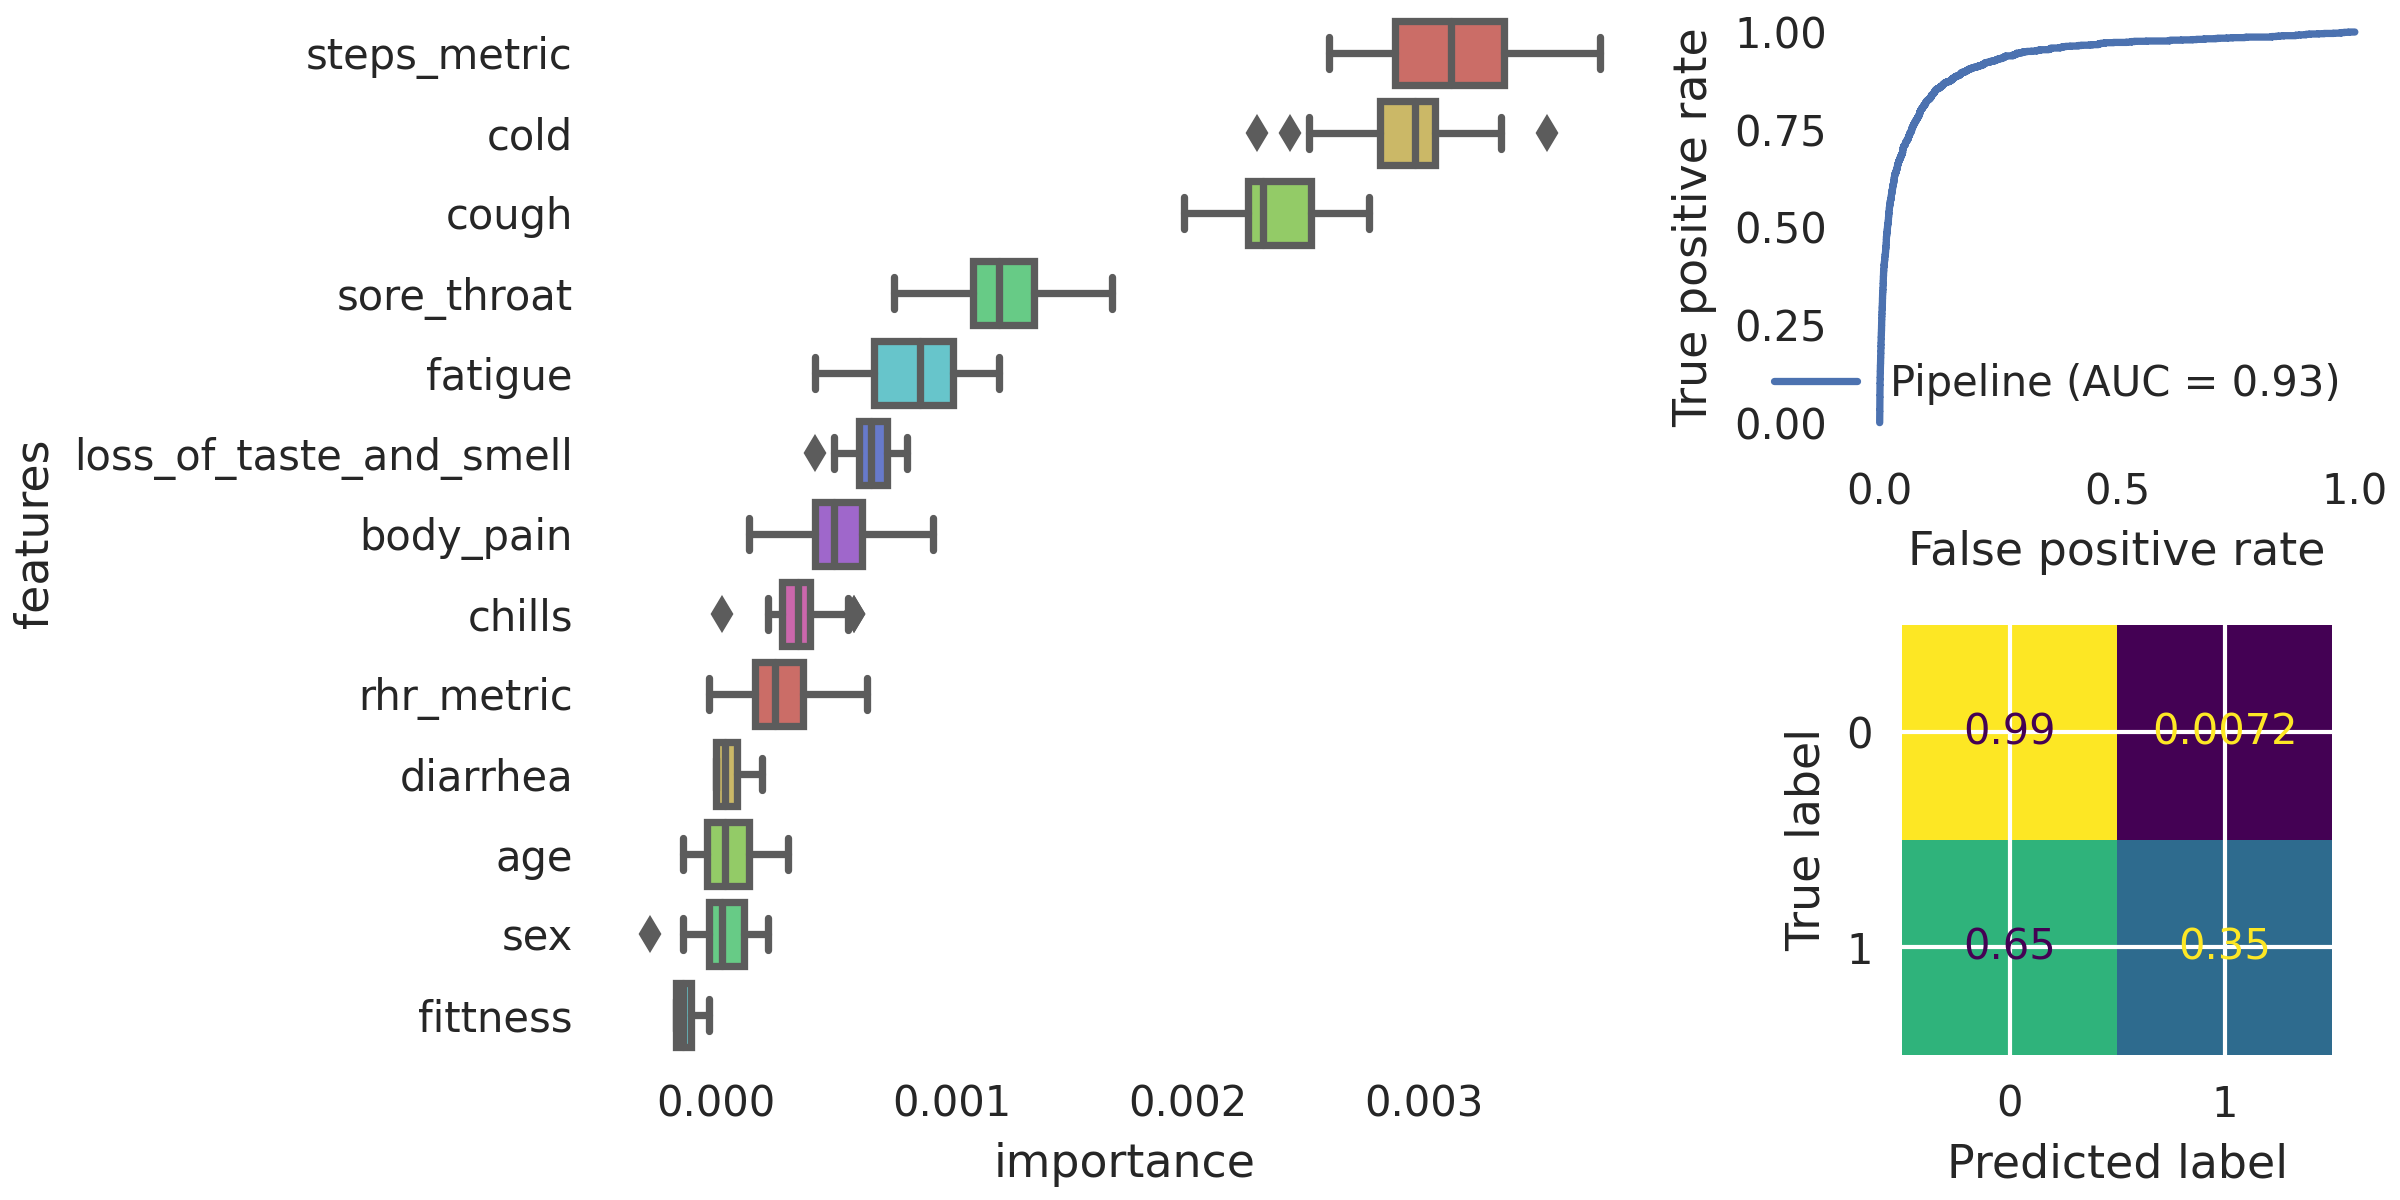 features
steps_metric
cold
cough
sore_throat
fatigue
loss_of_taste_and_smell
body_pain
chills
rhr_metric
diarrhea
age
sex
fittness
0.000 0.001 0.002 0.003
importance
True positive rate
1.00
0.75
0.50
0.25
0.00
Pipeline (AUC = 0.93)
0.0 0.5 1.0
False positive rate
True label
0 0.99 0.0072
1 0.65 0.35
0 1
Predicted label